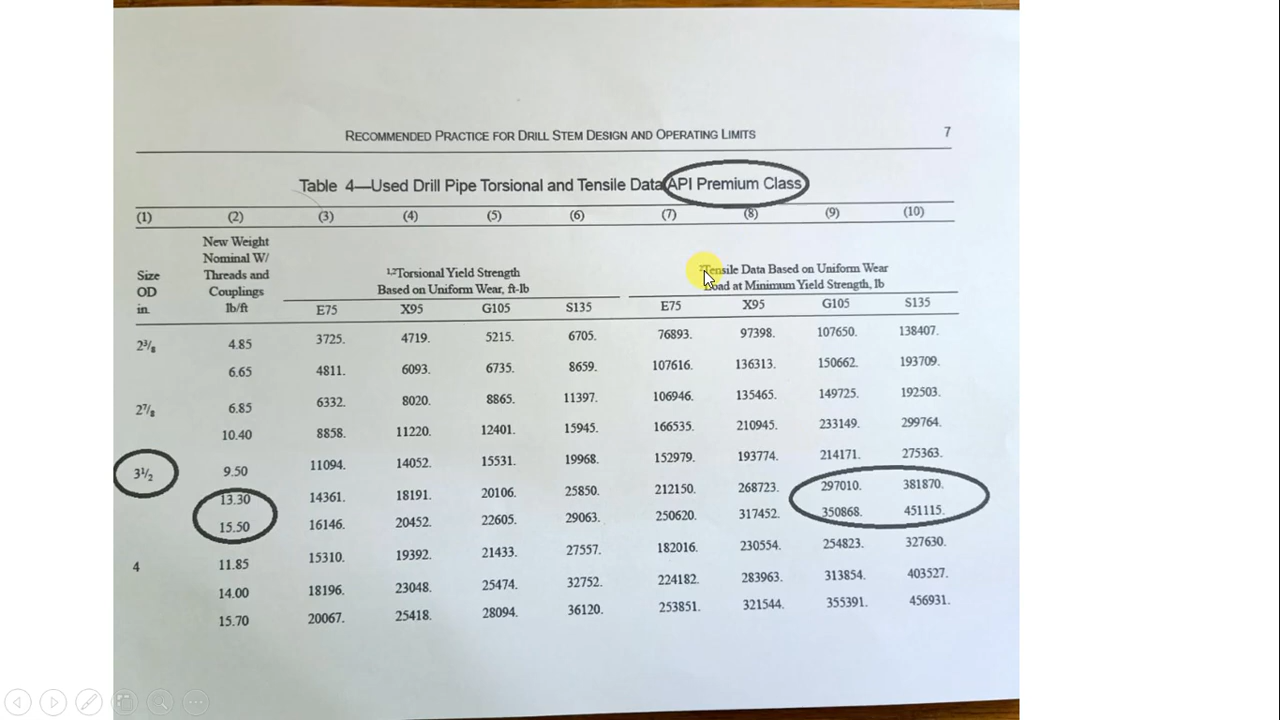 RECOMMENDED PRACTICE FOR DRILL STEM DESIGN AND OPERATING LIMITS 7
Table 4—Used Drill Pipe Torsional and Tensile Data API Premium Class
(1) (2) (3) (4) (5) (6) (7) (8) (9) (10)
Size
OD
in.
New Weight
Nominal W/
Threads and
Couplings
lb/ft
1,2Torsional Yield Strength
Based on Uniform Wear, ft-lb
2Tensile Data Based on Uniform Wear
Load at Minimum Yield Strength, lb
E75 X95 G105 S135 E75 X95 G105 S135
2 3/8 4.85 3725. 4719. 5215. 6705. 76893. 97398. 107650. 138407.
6.65 4811. 6093. 6735. 8659. 107616. 136313. 150662. 193709.
2 7/8 6.85 6332. 8020. 8865. 11397. 106946. 135465. 149725. 192503.
10.40 8858. 11220. 12401. 15945. 166535. 210945. 233149. 299764.
3 1/2 9.50 11094. 14052. 15531. 19968. 152979. 193774. 214171. 275363.
13.30 14361. 18191. 20106. 25850. 212150. 268723. 297010. 381870.
15.50 16146. 20452. 22605. 29063. 250620. 317452. 350868. 451115.
4 11.85 15310. 19392. 21433. 27557. 182016. 230554. 254823. 327630.
14.00 18196. 23048. 25474. 32752. 224182. 283963. 313854. 403527.
15.70 20067. 25418. 28094. 36120. 253851. 321544. 355391. 456931.